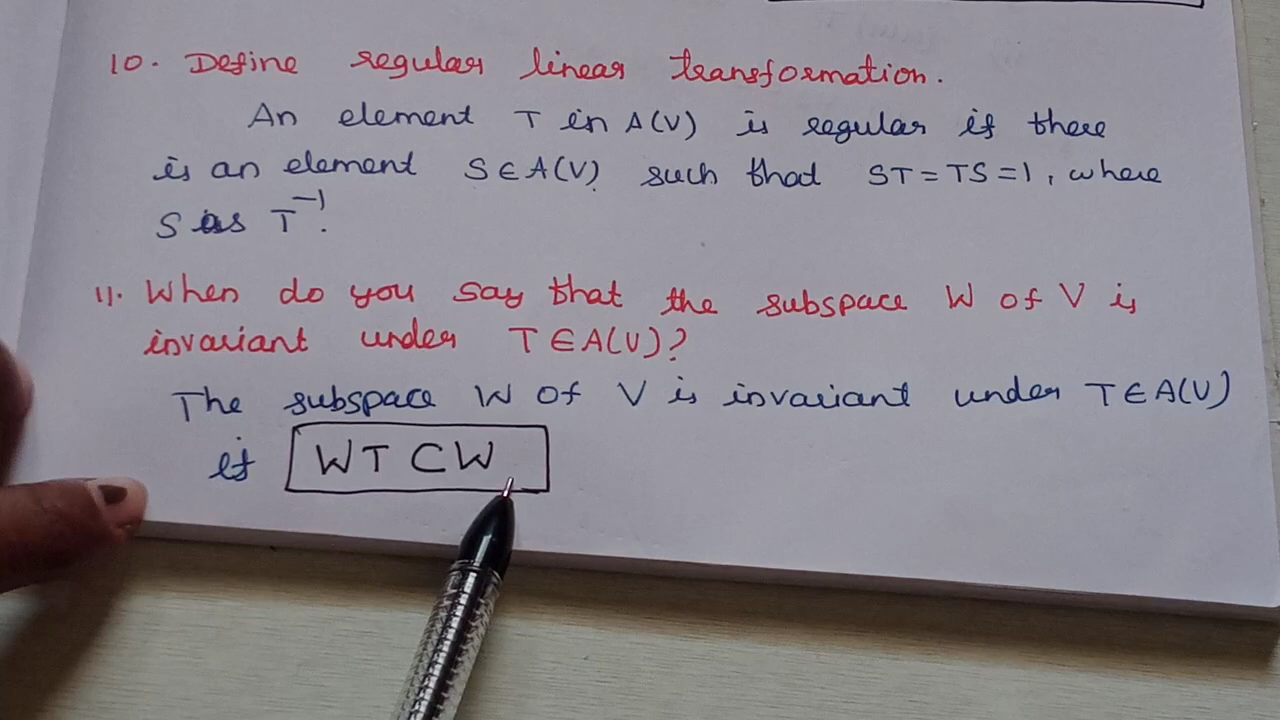 10. Define regular linear transformation.
An element T in A(V) is regular if there
is an element S∈A(V) such that ST=TS=1, where
S is T⁻¹.
11. When do you say that the subspace W of V is
invariant under T∈A(V)?
The subspace W of V is invariant under T∈A(V)
if WT⊂W